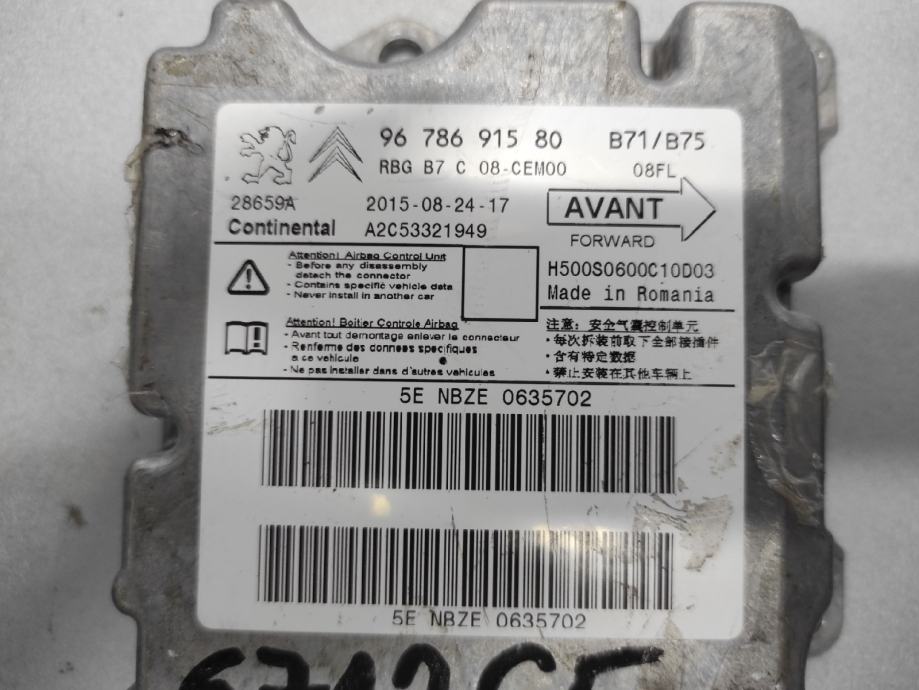 96 786 915 80 B71/B75
RBG B7 C 08-CEM00 08FL
28659A 2015-08-24-17 AVANT
Continental A2C53321949 FORWARD
Attention! Airbag Control Unit
- Before any disassembly
detach the connector
- Contains specific vehicle data
- Never install in another car
H500S0600C10D03
Made in Romania
Attention! Boitier Controle Airbag
- Avant tout demontage enlever le connecteur
- Renferme des donnees specifiques
a ce vehicule
- Ne pas installer dans d'autres vehicules
注意: 安全气囊控制单元
·每次拆装前取下全部接插件
·含有特定数据
·禁止安装在其他车辆上
5E NBZE 0635702
5E NBZE 0635702